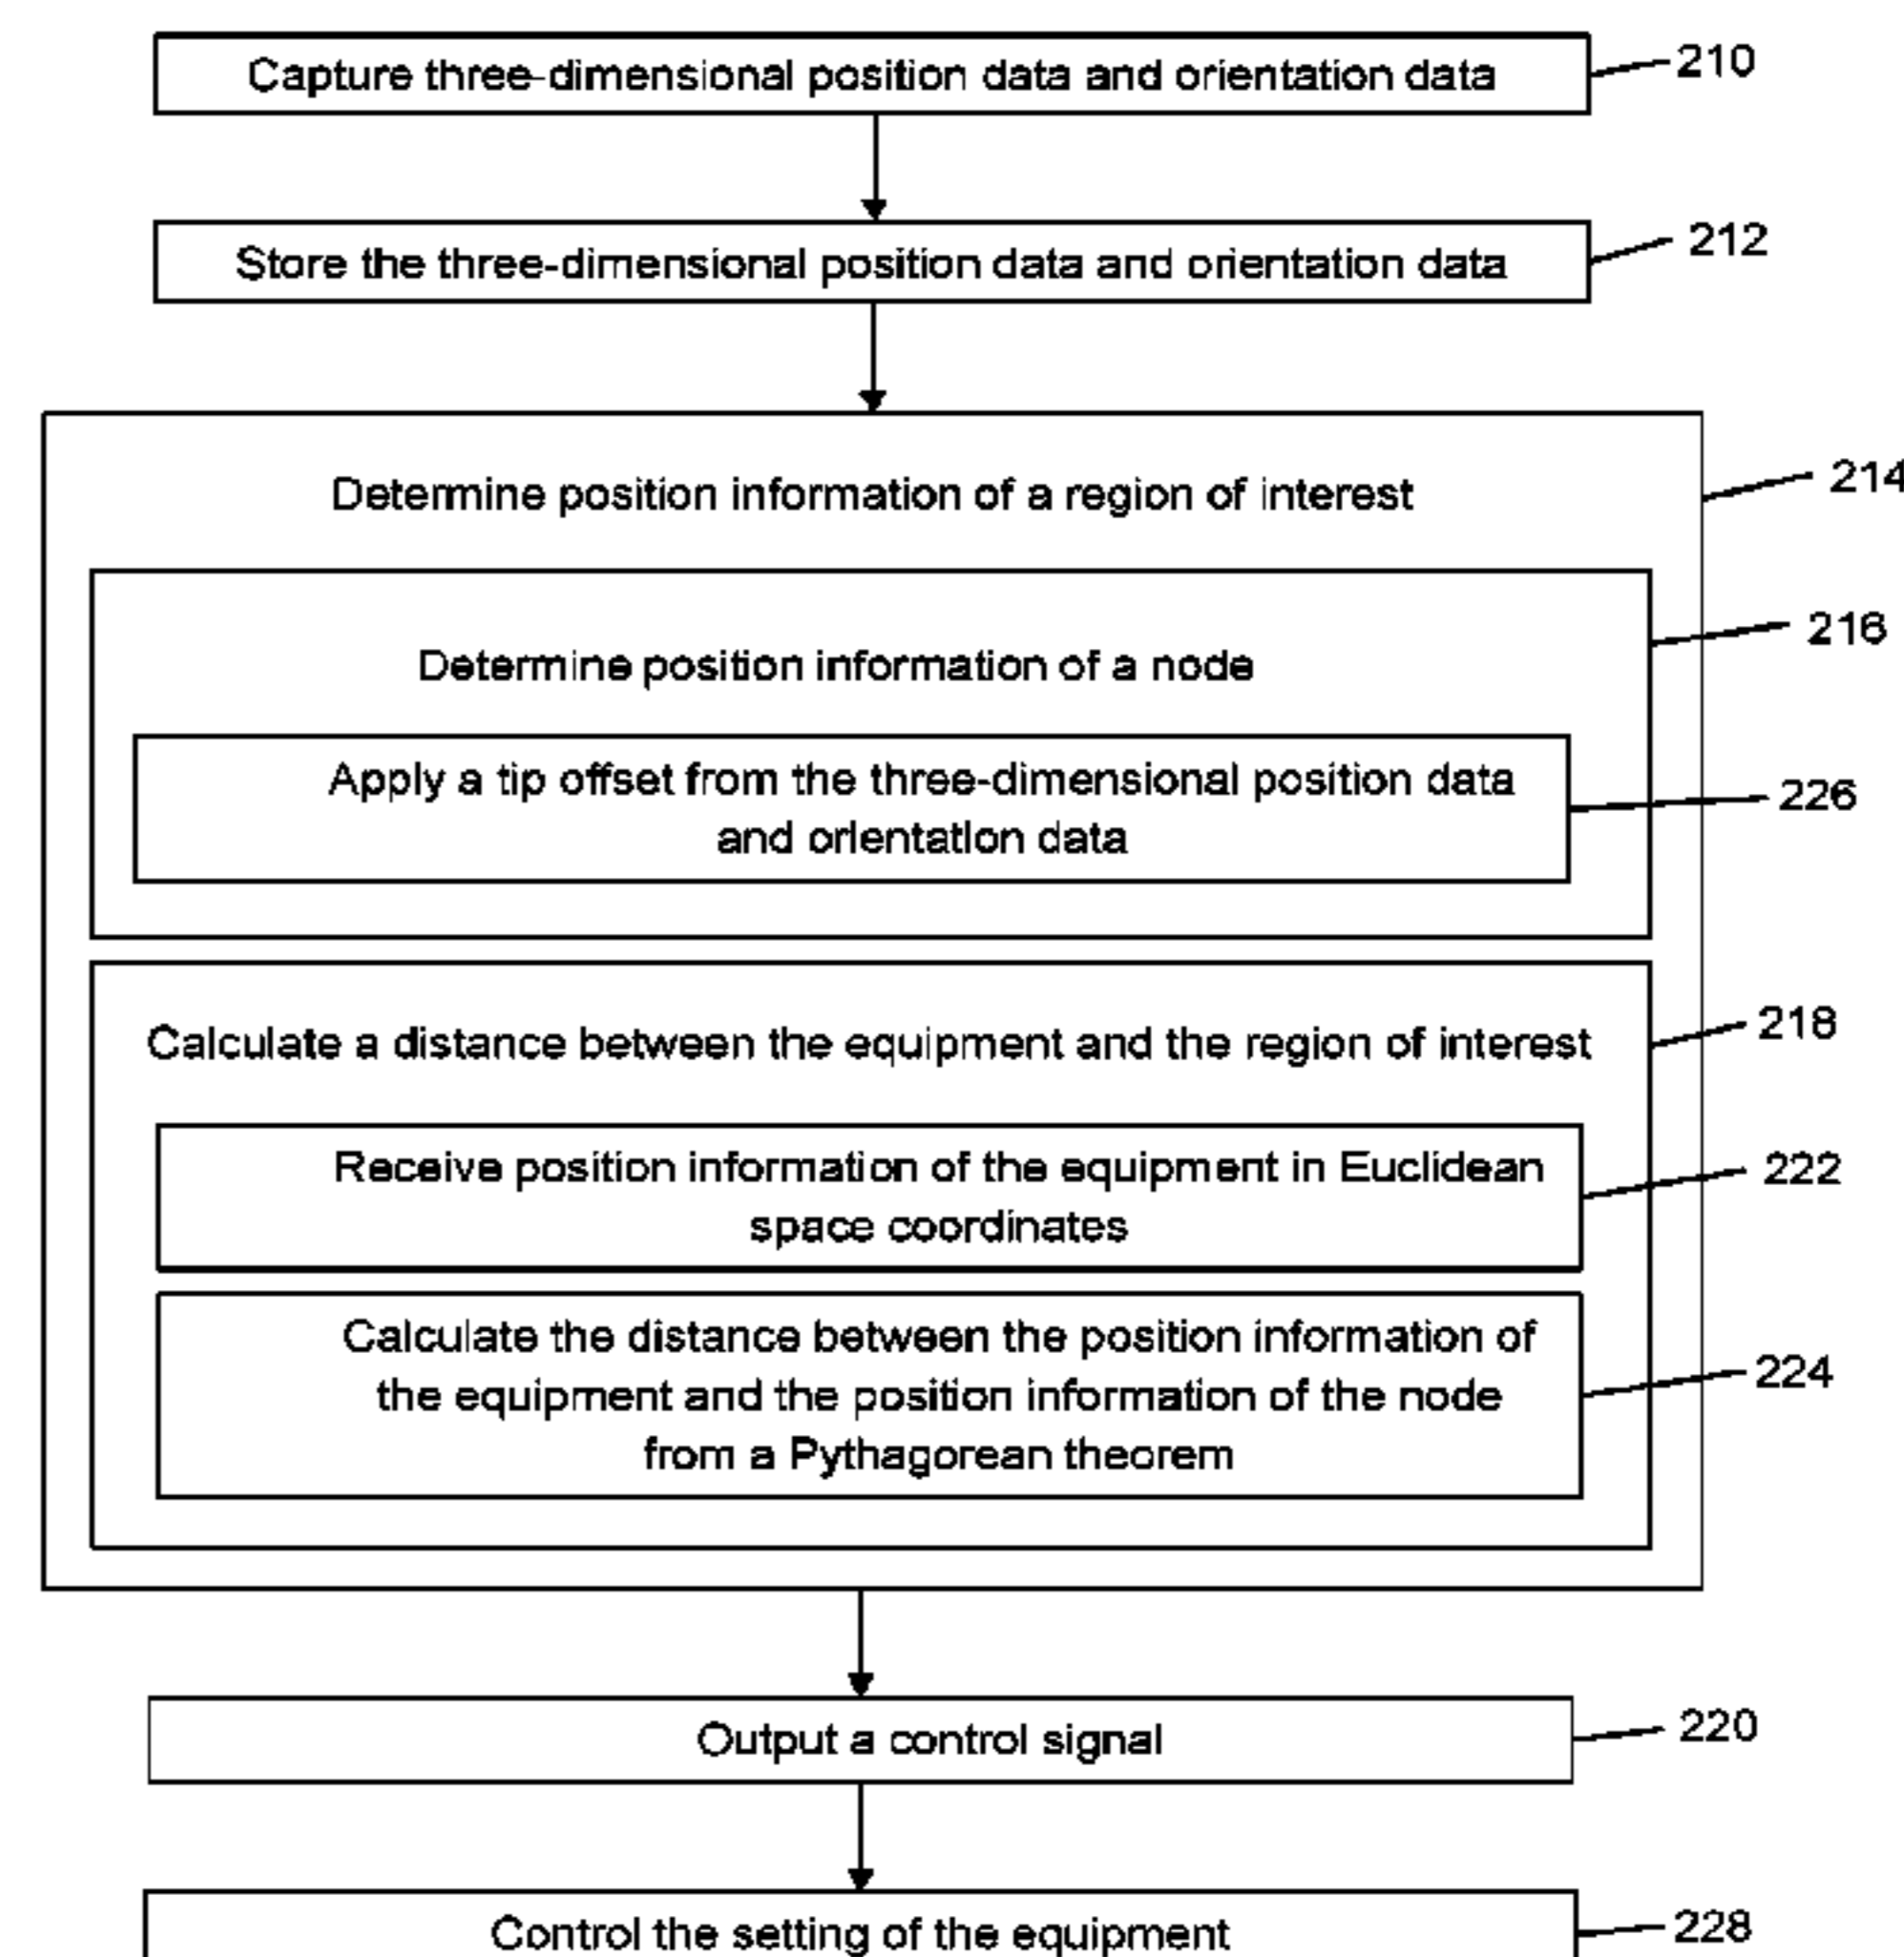 Capture three-dimensional position data and orientation data
210
Store the three-dimensional position data and orientation data
212
Determine position information of a region of interest
214
Determine position information of a node
216
Apply a tip offset from the three-dimensional position data
and orientation data
226
Calculate a distance between the equipment and the region of interest
218
Receive position information of the equipment in Euclidean
space coordinates
222
Calculate the distance between the position information of
the equipment and the position information of the node
from a Pythagorean theorem
224
Output a control signal
220
Control the setting of the equipment
228